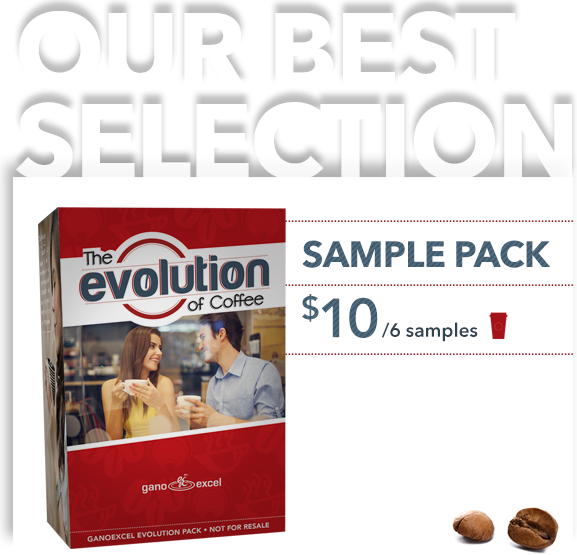 OUR BEST
SELECTION
The
evolution
of Coffee
gano excel
GANOEXCEL EVOLUTION PACK • NOT FOR RESALE
SAMPLE PACK
$10/6 samples